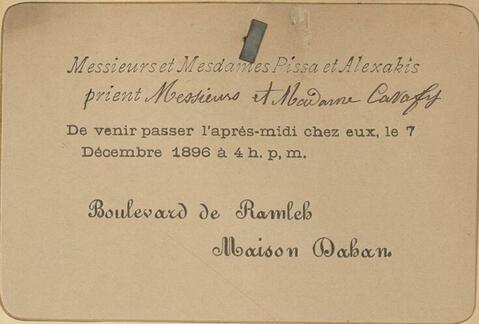 Messieurs et Mesdames Pissa et Alexakis
prient Messieurs et Madame Cavafy
De venir passer l'aprés-midi chez eux, le 7
Décembre 1896 à 4 h. p, m.
Boulevard de Ramleh
Maison Dahan.